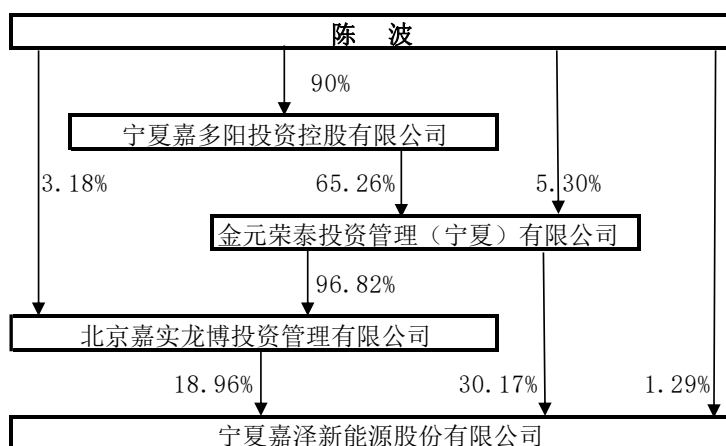 陈 波
90%
宁夏嘉多阳投资控股有限公司
3.18% 65.26% 5.30%
金元荣泰投资管理（宁夏）有限公司
96.82%
北京嘉实龙博投资管理有限公司
18.96% 30.17% 1.29%
宁夏嘉泽新能源股份有限公司